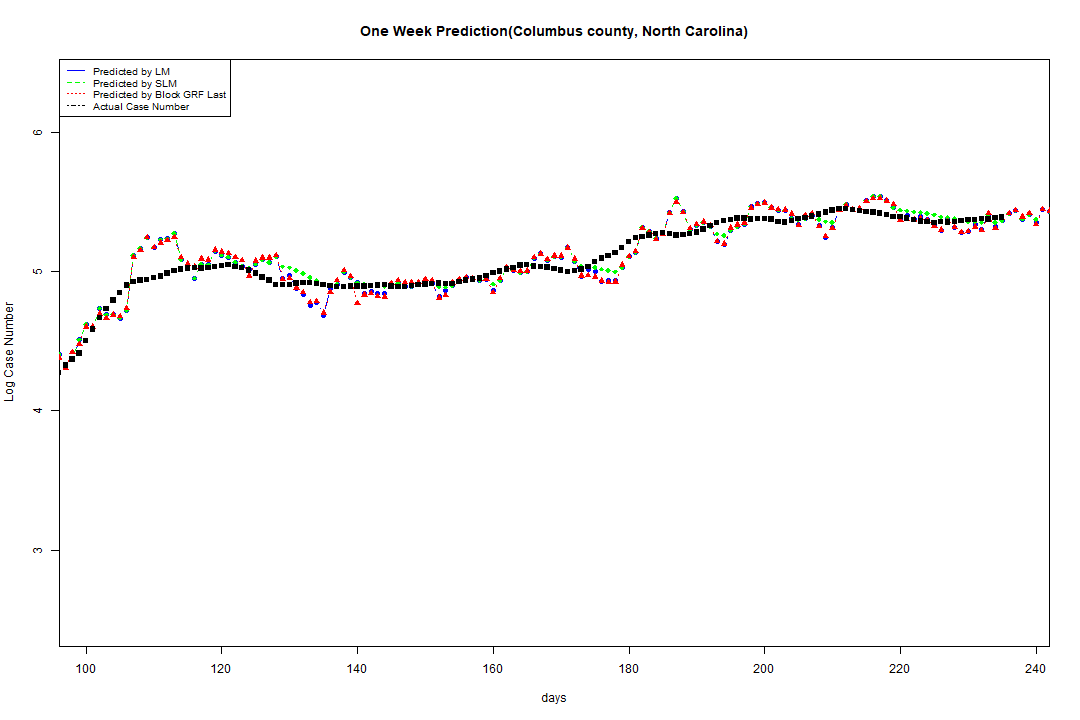 One Week Prediction(Columbus county, North Carolina)
Predicted by LM
Predicted by SLM
Predicted by Block GRF Last
Actual Case Number
6
5
4
3
Log Case Number
100 120 140 160 180 200 220 240
days